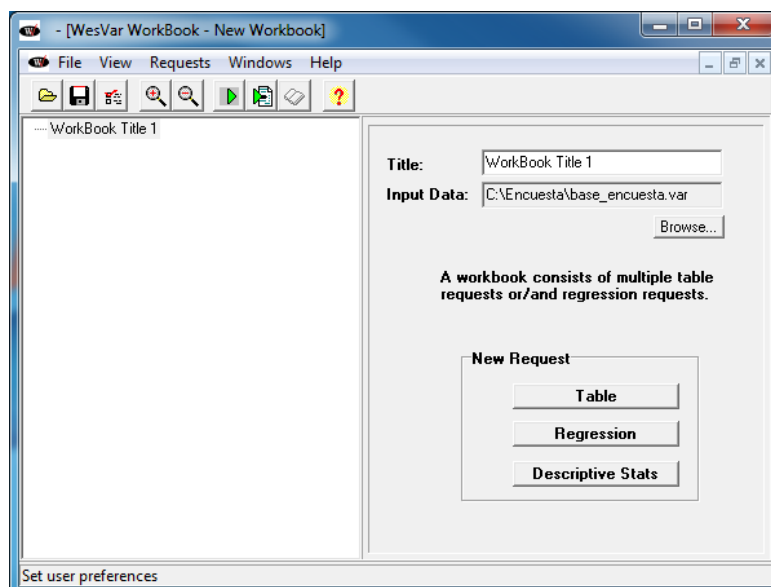 - [WesVar WorkBook - New Workbook]
File View Requests Windows Help
WorkBook Title 1
Title: WorkBook Title 1
Input Data: C:\Encuesta\base_encuesta.var
Browse...
A workbook consists of multiple table
requests or/and regression requests.
New Request
Table
Regression
Descriptive Stats
Set user preferences